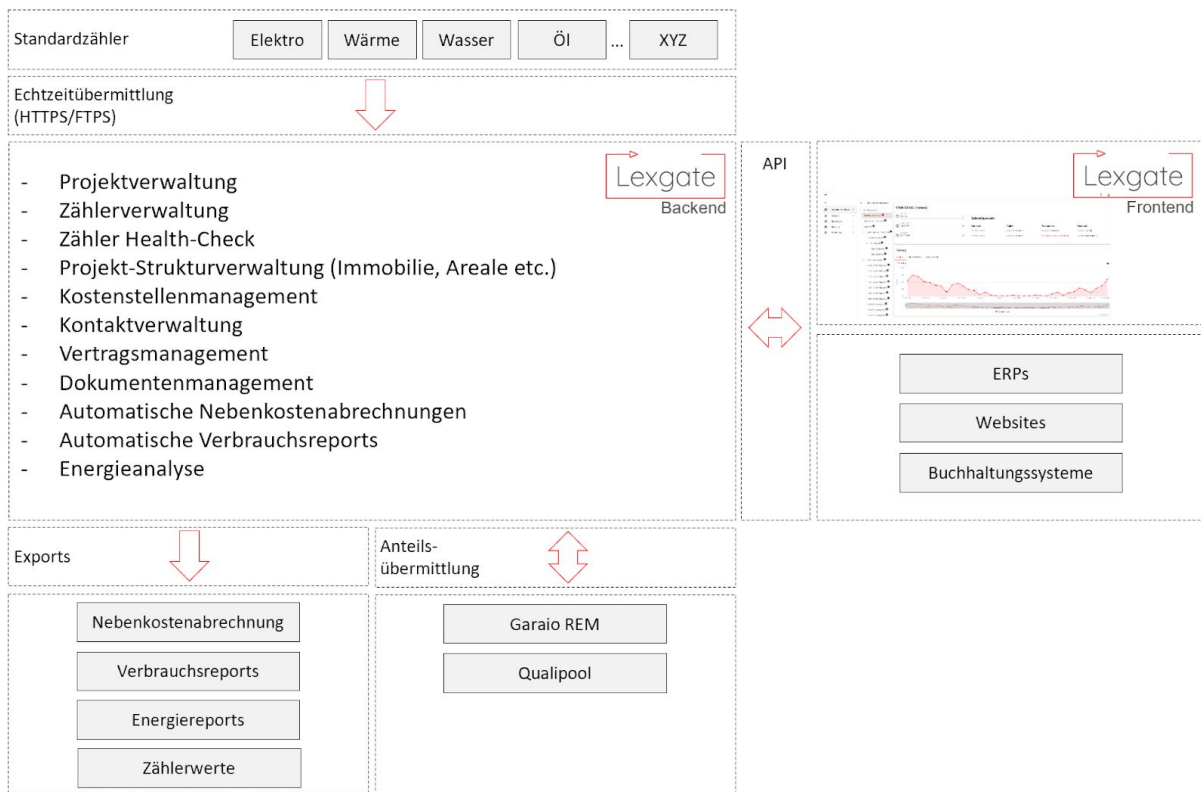 Standardzähler
Elektro
Wärme
Wasser
Öl
...
XYZ
Echtzeitübermittlung
(HTTPS/FTPS)
- Projektverwaltung
- Zählerverwaltung
- Zähler Health-Check
- Projekt-Strukturverwaltung (Immobilie, Areale etc.)
- Kostenstellenmanagement
- Kontaktverwaltung
- Vertragsmanagement
- Dokumentenmanagement
- Automatische Nebenkostenabrechnungen
- Automatische Verbrauchsreports
- Energieanalyse
Lexgate
Backend
API
Lexgate
Frontend
ERPs
Websites
Buchhaltungssysteme
Exports
Nebenkostenabrechnung
Verbrauchsreports
Energiereports
Zählerwerte
Anteils-
übermittlung
Garaio REM
Qualipool